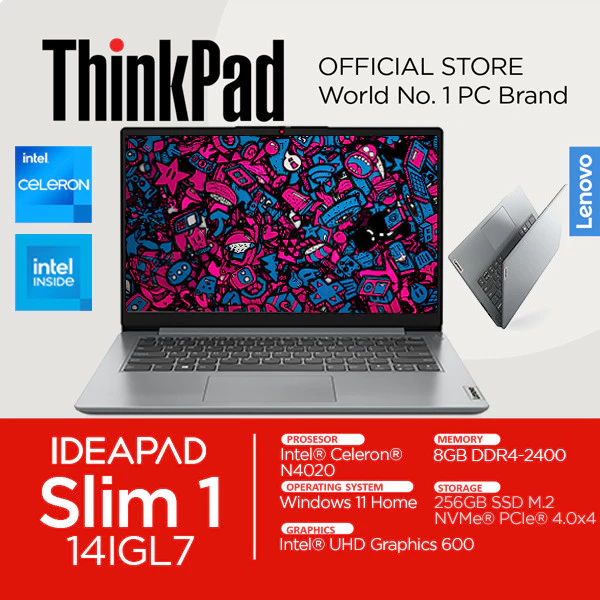 ThinkPad
OFFICIAL STORE
World No. 1 PC Brand
intel
CELERON
intel
INSIDE
Lenovo
Lenovo
IDEAPAD
Slim 1
14IGL7
PROSESOR
Intel® Celeron®
N4020
OPERATING SYSTEM
Windows 11 Home
GRAPHICS
Intel® UHD Graphics 600
MEMORY
8GB DDR4-2400
STORAGE
256GB SSD M.2
NVMe® PCIe® 4.0x4